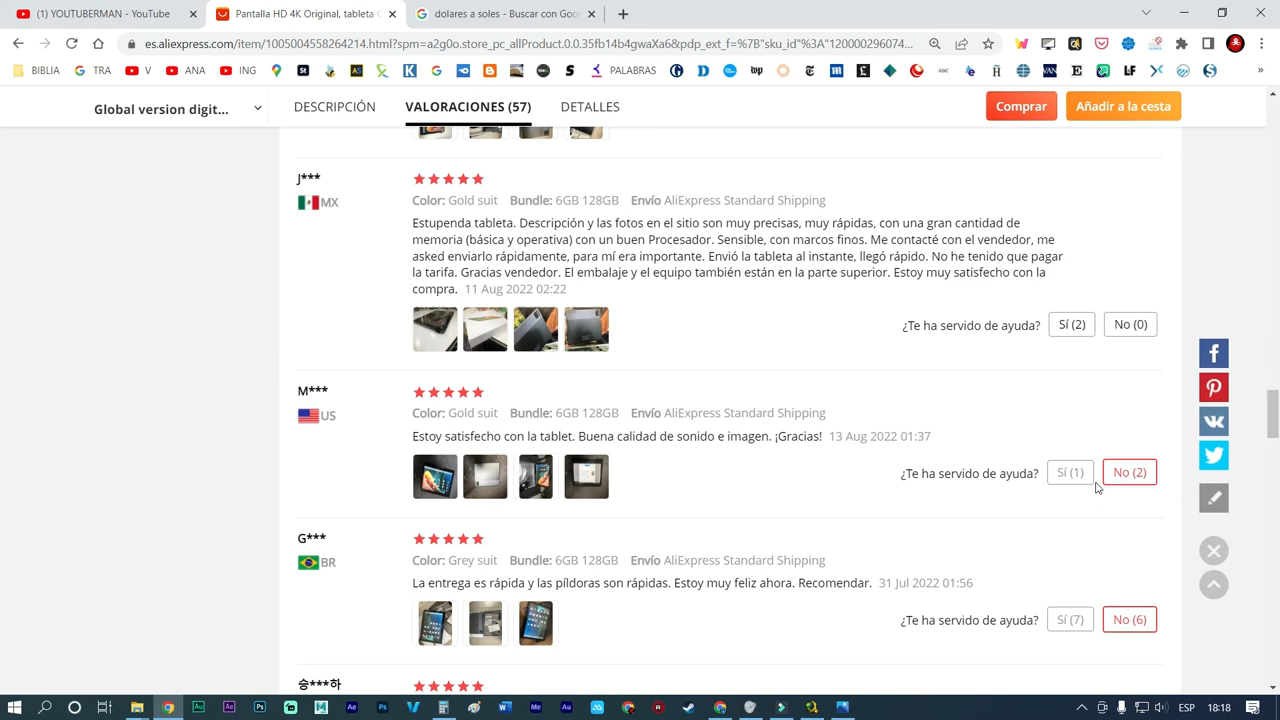 (1) YOUTUBERMAN - YouTube
Pantalla HD 4K Original, tableta
dolares a soles - Buscar con Goo
es.aliexpress.com/item/1005004558264214.html?spm=a2g0o.store_pc_allProduct.0.0.35fb14b4gwaXa6&pdp_ext_f=%7B"sku_id"%3A"120000296074...
BIBLIA
TRA
V
ANA
ING
PALABRAS
Global version digit...
DESCRIPCIÓN
VALORACIONES (57)
DETALLES
Comprar
Añadir a la cesta
J***
MX
Color: Gold suit Bundle: 6GB 128GB Envío AliExpress Standard Shipping
Estupenda tableta. Descripción y las fotos en el sitio son muy precisas, muy rápidas, con una gran cantidad de
memoria (básica y operativa) con un buen Procesador. Sensible, con marcos finos. Me contacté con el vendedor, me
asked enviarlo rápidamente, para mí era importante. Envió la tableta al instante, llegó rápido. No he tenido que pagar
la tarifa. Gracias vendedor. El embalaje y el equipo también están en la parte superior. Estoy muy satisfecho con la
compra. 11 Aug 2022 02:22
¿Te ha servido de ayuda? Sí (2) No (0)
M***
US
Color: Gold suit Bundle: 6GB 128GB Envío AliExpress Standard Shipping
Estoy satisfecho con la tablet. Buena calidad de sonido e imagen. ¡Gracias! 13 Aug 2022 01:37
¿Te ha servido de ayuda? Sí (1) No (2)
G***
BR
Color: Grey suit Bundle: 6GB 128GB Envío AliExpress Standard Shipping
La entrega es rápida y las píldoras son rápidas. Estoy muy feliz ahora. Recomendar. 31 Jul 2022 01:56
¿Te ha servido de ayuda? Sí (7) No (6)
승***하
ESP
18:18